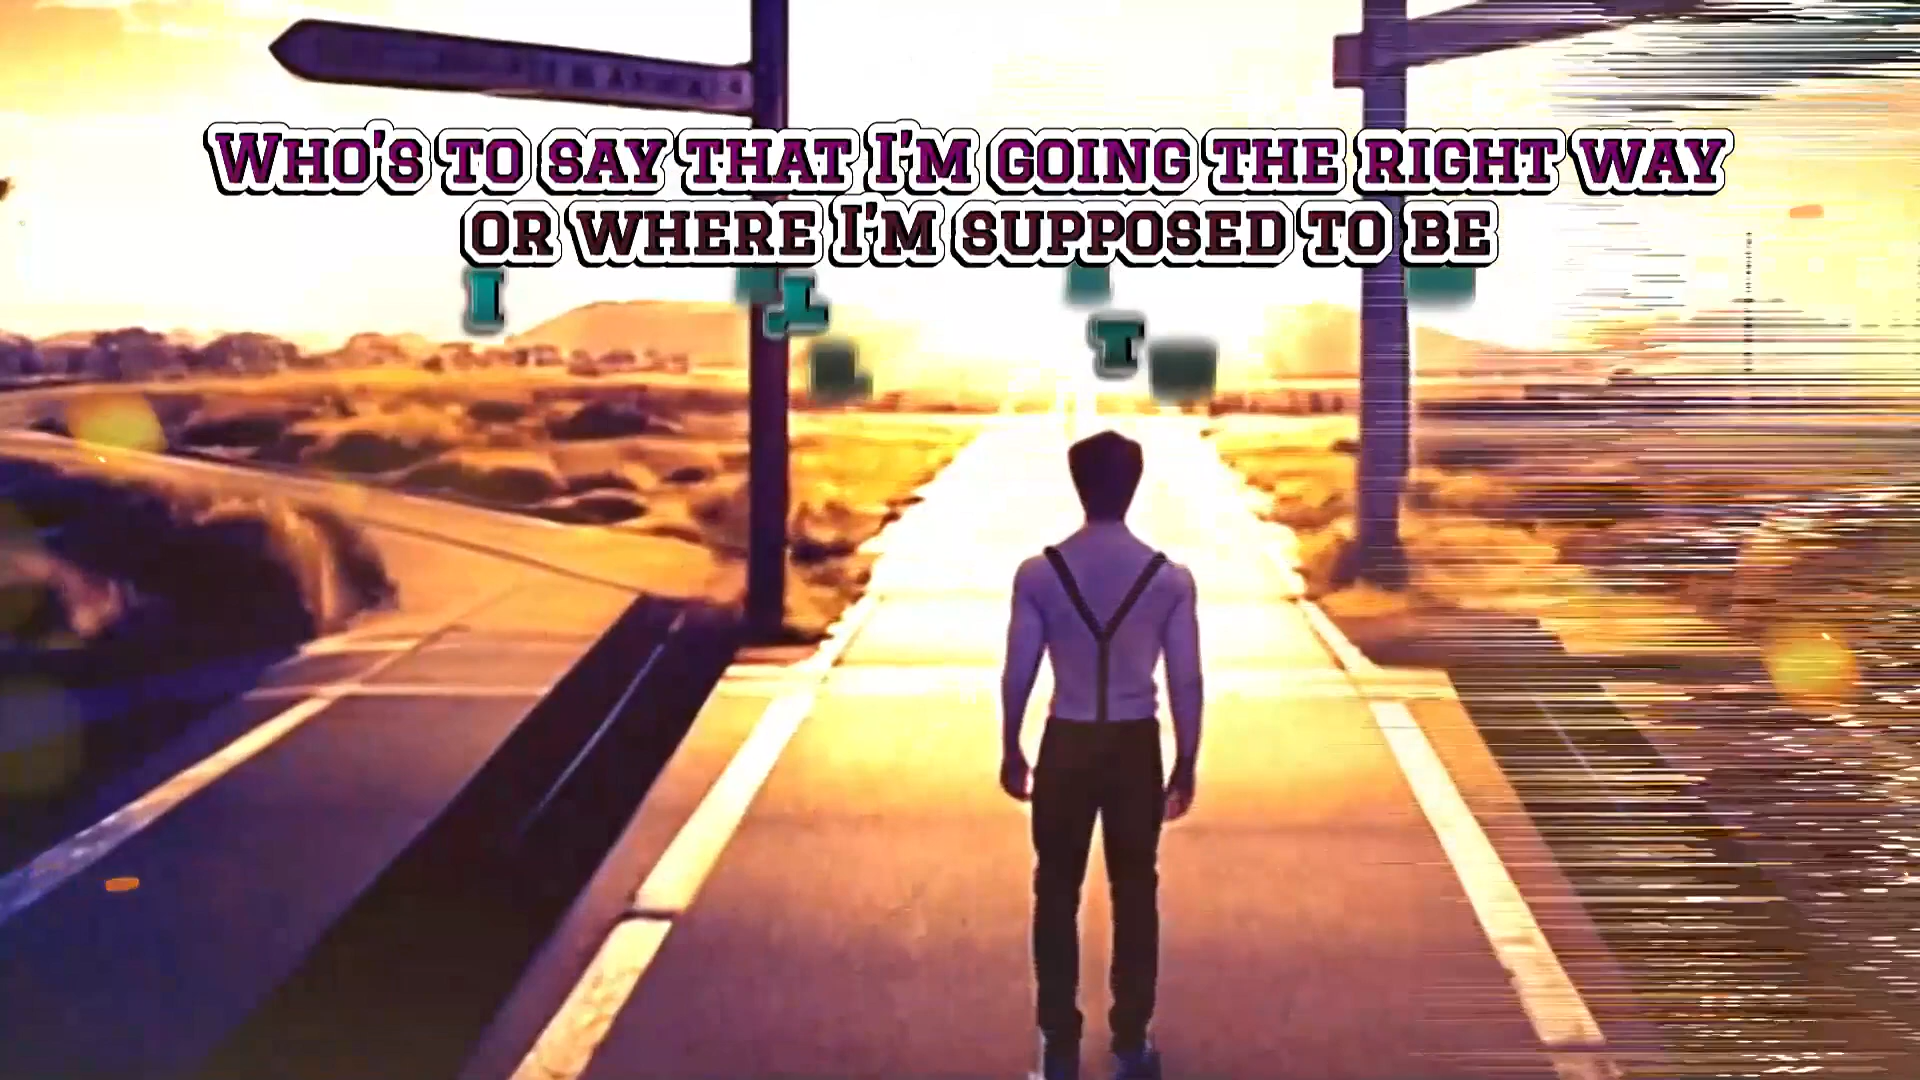 Who's to say that I'm going the right way
or where I'm supposed to be